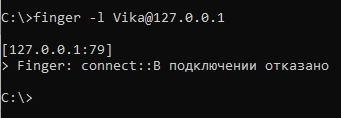 C:\>finger -l Vika@127.0.0.1
[127.0.0.1:79]
> Finger: connect::В подключении отказано
C:\>